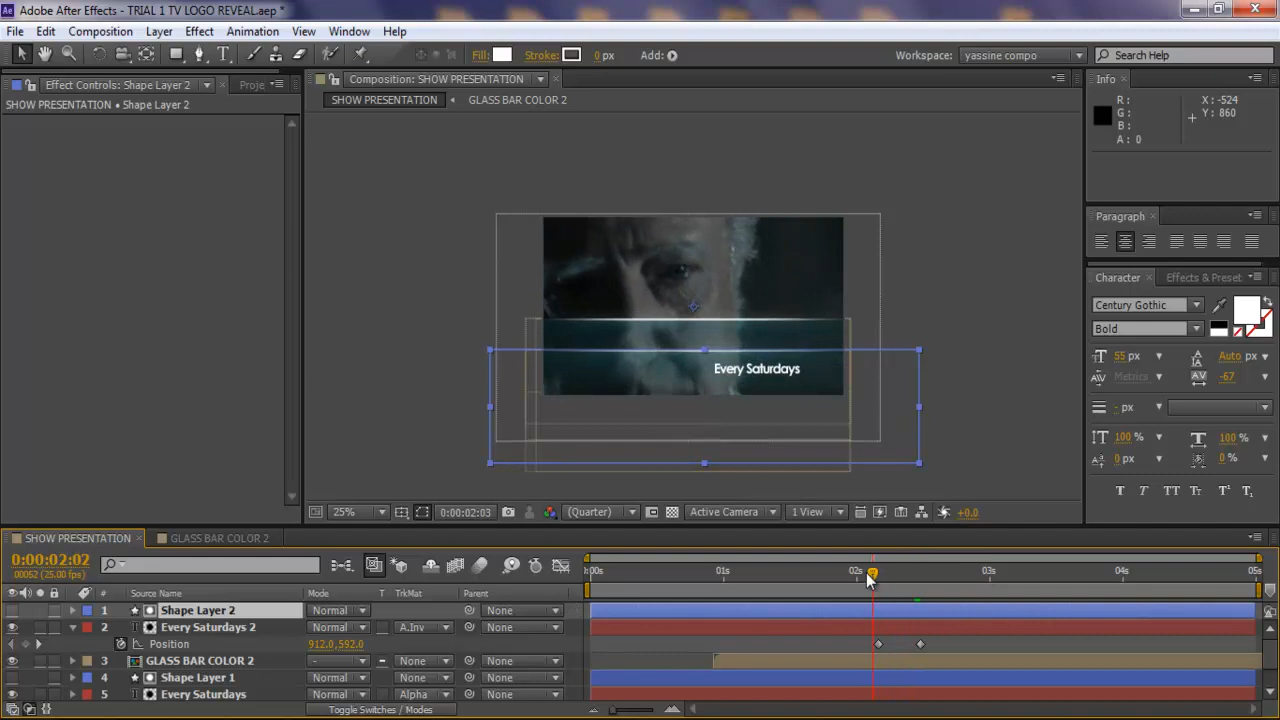 Adobe After Effects - TRIAL 1 TV LOGO REVEAL.aep *
File Edit Composition Layer Effect Animation View Window Help
Fill: Stroke: 0 px Add: Workspace: yassine compo Search Help
Effect Controls: Shape Layer 2 Proje
SHOW PRESENTATION • Shape Layer 2
Composition: SHOW PRESENTATION
SHOW PRESENTATION GLASS BAR COLOR 2
Every Saturdays
25% 0:00:02:03 (Quarter) Active Camera 1 View +0.0
Info
R: X: -524
G: Y: 860
B:
A: 0
Paragraph
Character Effects & Preset
Century Gothic
Bold
55 px Auto px
Metrics -67
- px
100% 100%
0 px 0 %
SHOW PRESENTATION GLASS BAR COLOR 2
0:00:02:02
00052 (25.00 fps)
:00s 01s 02s 03s 04s 05s
# Source Name Mode T TrkMat Parent
1 Shape Layer 2 Normal None
2 Every Saturdays 2 Normal A.Inv None
Position 912.0,592.0
3 GLASS BAR COLOR 2 - None None
4 Shape Layer 1 Normal None None
5 Every Saturdays Normal Alpha None
Toggle Switches / Modes